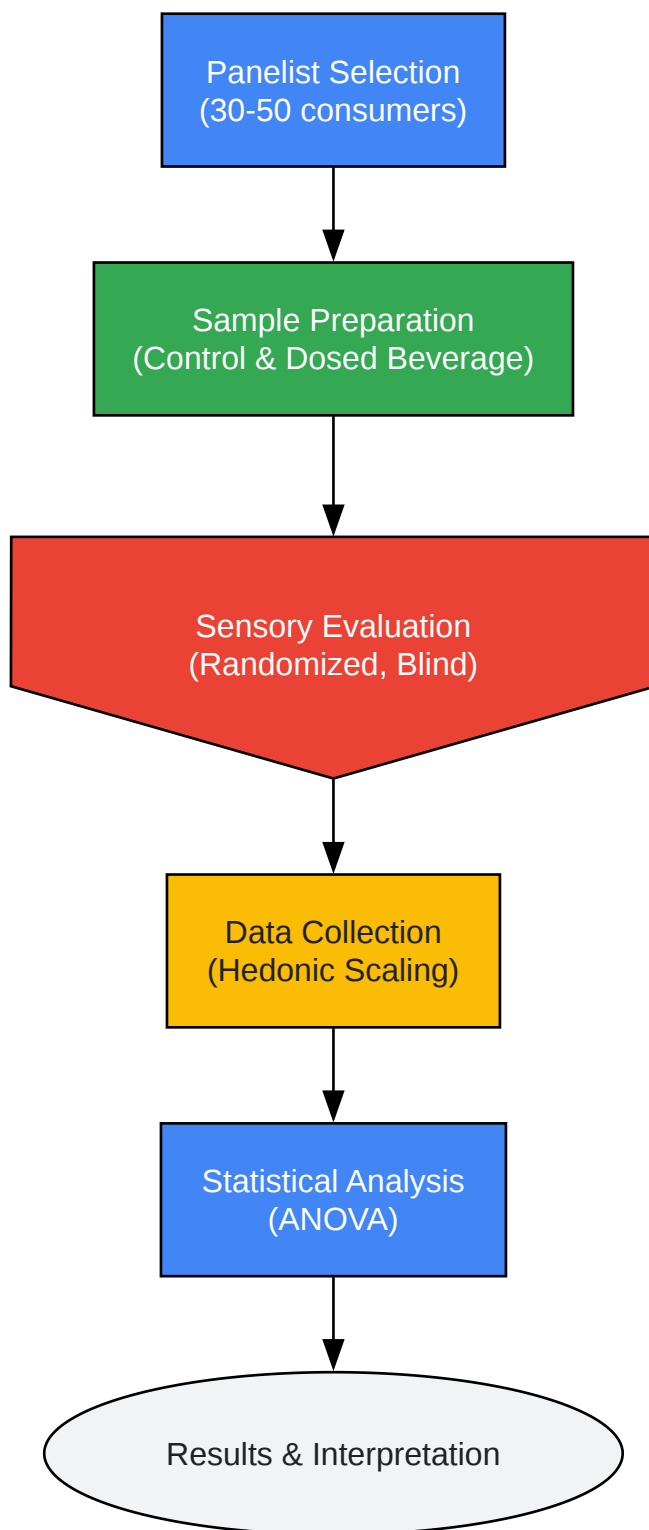 Panelist Selection
(30-50 consumers)
Sample Preparation
(Control & Dosed Beverage)
Sensory Evaluation
(Randomized, Blind)
Data Collection
(Hedonic Scaling)
Statistical Analysis
(ANOVA)
Results & Interpretation